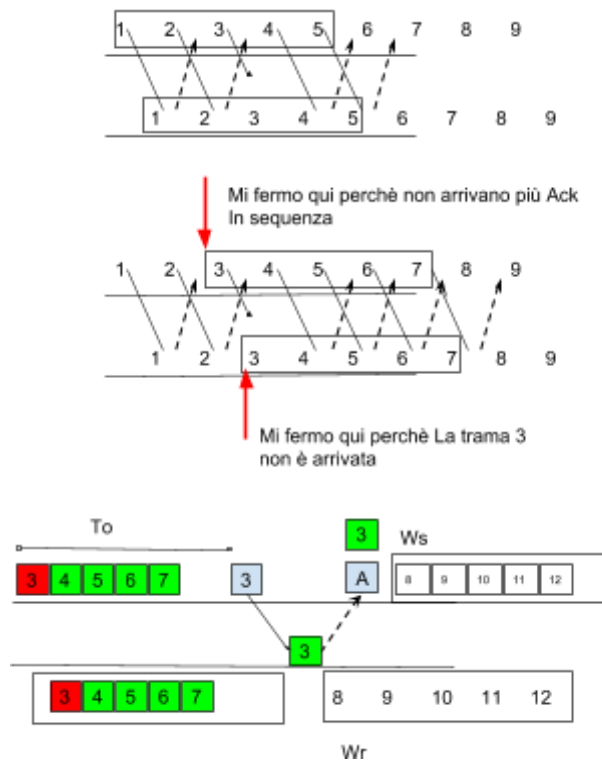 1 2 3 4 5 6 7 8 9
1 2 3 4 5 6 7 8 9
Mi fermo qui perchè non arrivano più Ack
In sequenza
1 2 3 4 5 6 7 8 9
1 2 3 4 5 6 7 8 9
Mi fermo qui perchè La trama 3
non è arrivata
To
3
Ws
3 4 5 6 7
3
A
8 9 10 11 12
3
3 4 5 6 7
8 9 10 11 12
Wr